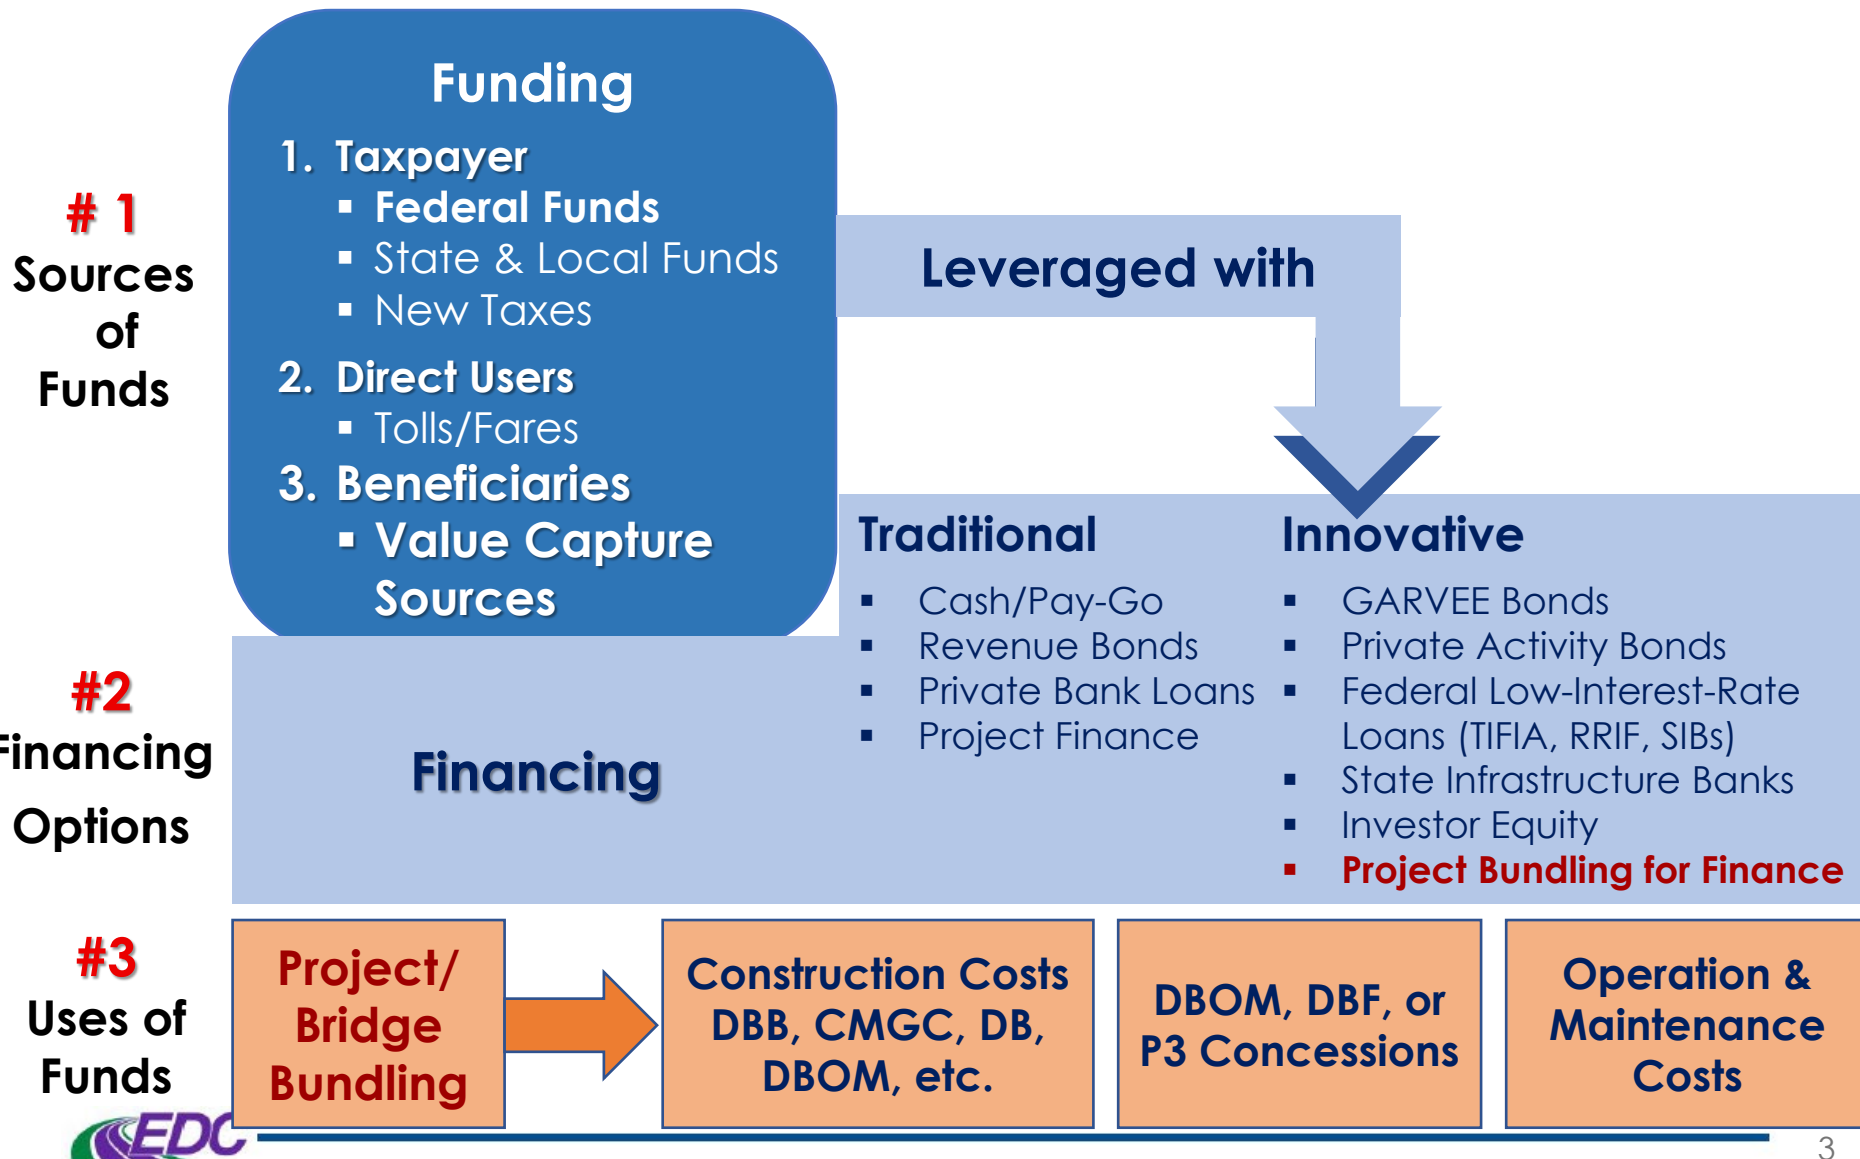 # 1
Sources
of
Funds
Funding
1. Taxpayer
▪ Federal Funds
▪ State & Local Funds
▪ New Taxes
2. Direct Users
▪ Tolls/Fares
3. Beneficiaries
▪ Value Capture
Sources
Leveraged with
#2
Financing
Options
Financing
Traditional
▪ Cash/Pay-Go
▪ Revenue Bonds
▪ Private Bank Loans
▪ Project Finance
Innovative
▪ GARVEE Bonds
▪ Private Activity Bonds
▪ Federal Low-Interest-Rate
Loans (TIFIA, RRIF, SIBs)
▪ State Infrastructure Banks
▪ Investor Equity
▪ Project Bundling for Finance
#3
Uses of
Funds
Project/
Bridge
Bundling
Construction Costs
DBB, CMGC, DB,
DBOM, etc.
DBOM, DBF, or
P3 Concessions
Operation &
Maintenance
Costs
EDC
3